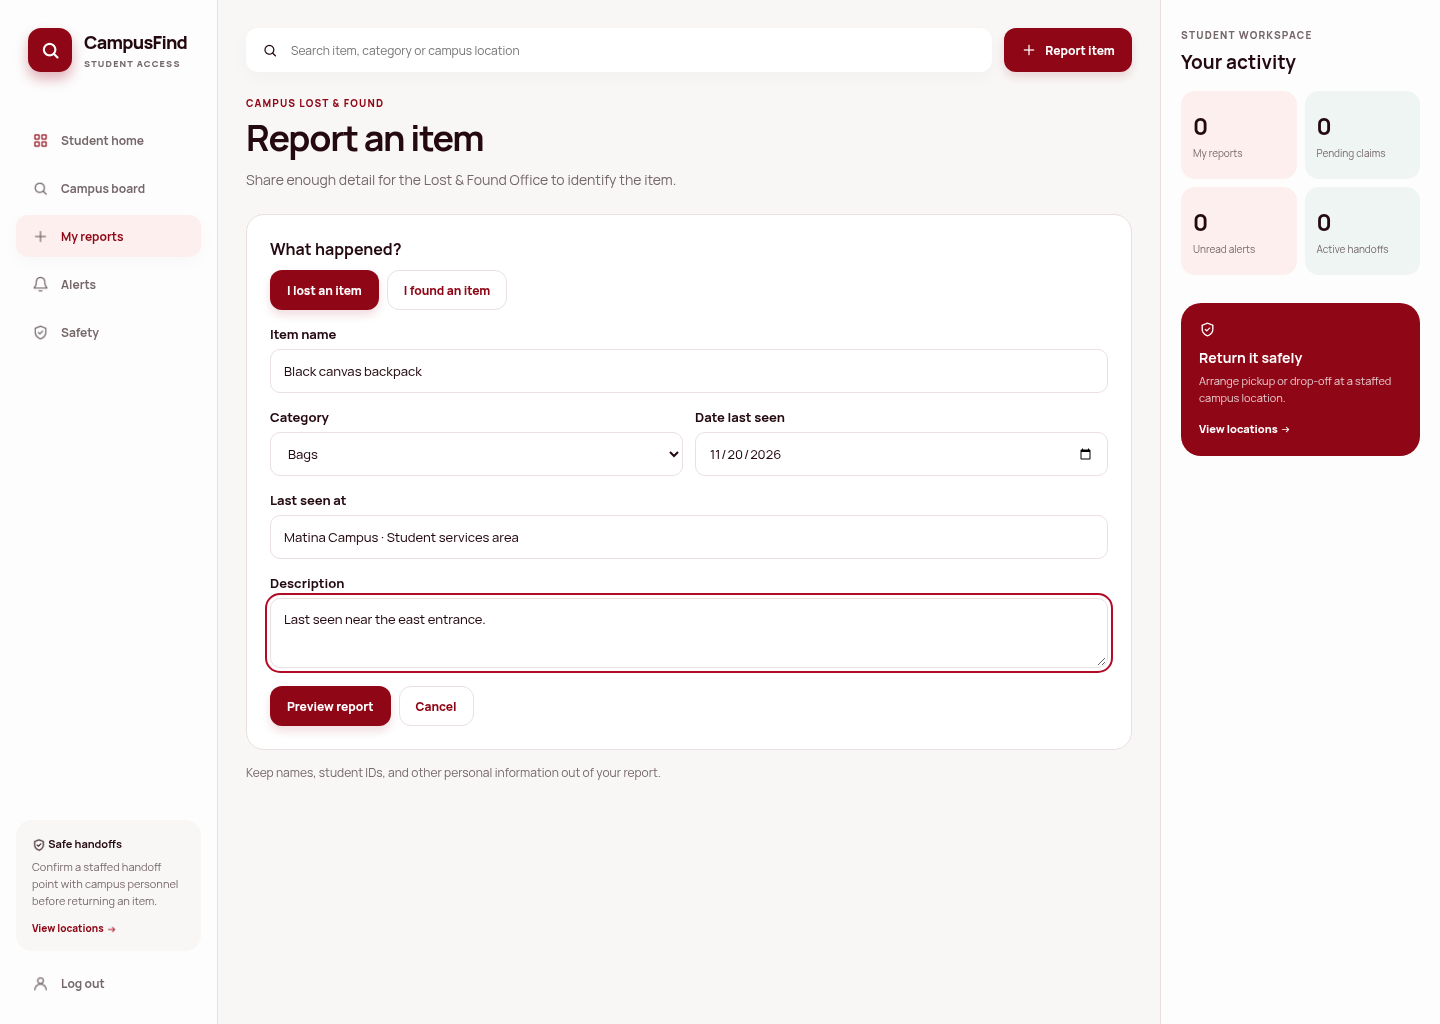 CampusFind
STUDENT ACCESS
Student home
Campus board
My reports
Alerts
Safety
Safe handoffs
Confirm a staffed handoff
point with campus personnel
before returning an item.
View locations →
Log out
Search item, category or campus location
Report item
CAMPUS LOST & FOUND
Report an item
Share enough detail for the Lost & Found Office to identify the item.
What happened?
I lost an item
I found an item
Item name
Black canvas backpack
Category
Date last seen
Bags
11/20/2026
Last seen at
Matina Campus · Student services area
Description
Last seen near the east entrance.
Preview report
Cancel
Keep names, student IDs, and other personal information out of your report.
STUDENT WORKSPACE
Your activity
0
My reports
0
Pending claims
0
Unread alerts
0
Active handoffs
Return it safely
Arrange pickup or drop-off at a staffed
campus location.
View locations →